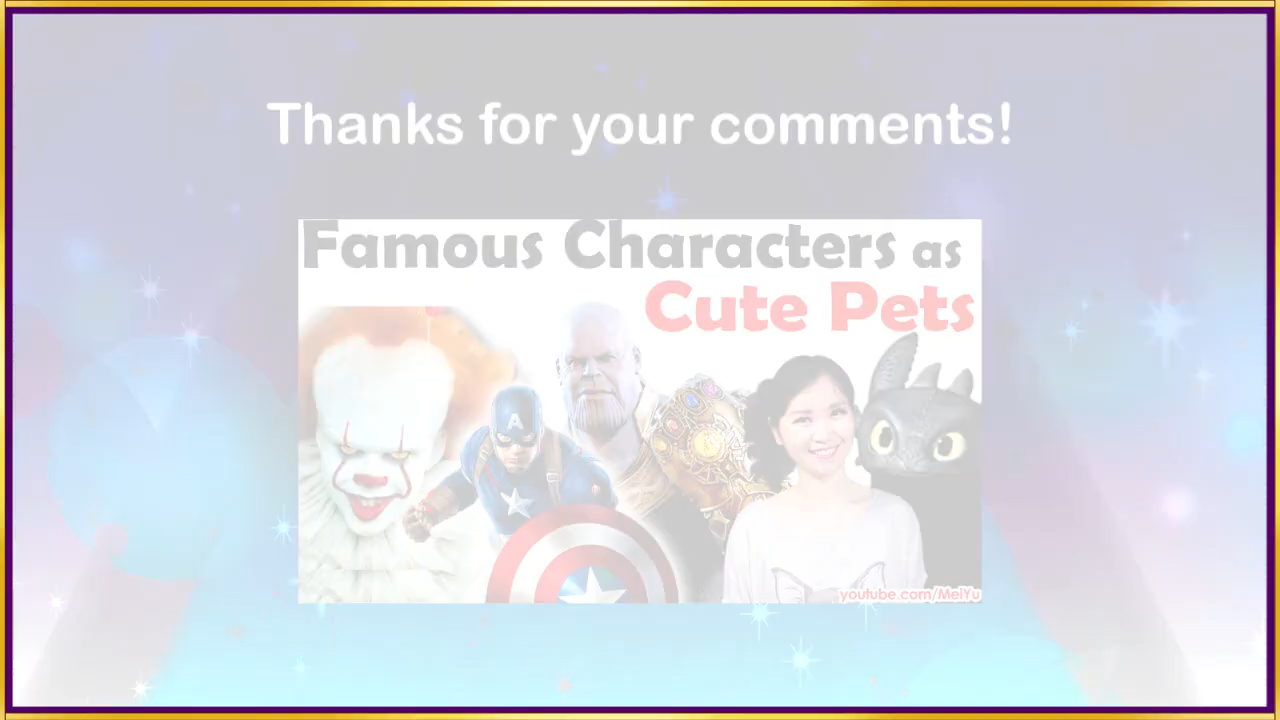 Thanks for your comments!
Famous Characters as
Cute Pets
A
youtube.com/MeiYu